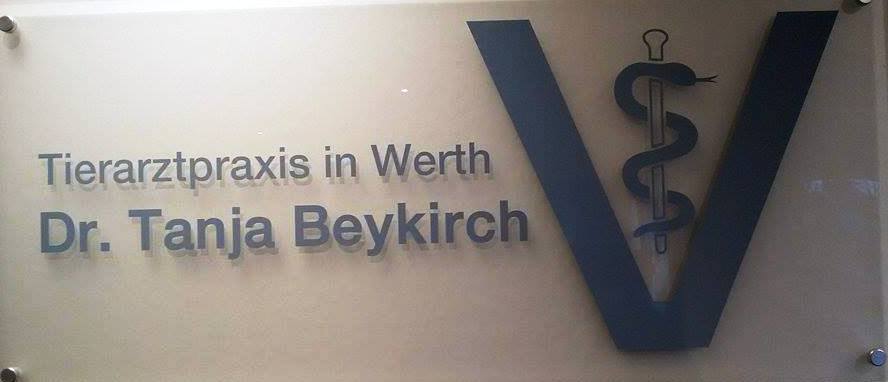 Tierarztpraxis in Werth
Dr. Tanja Beykirch
V